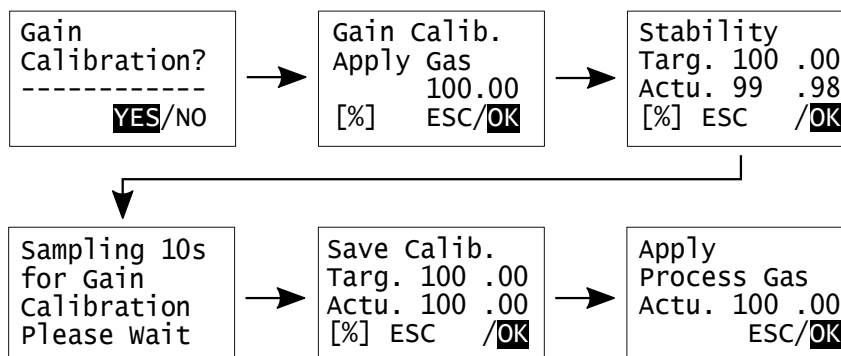 Gain
Calibration?
------------
YES/NO
Gain Calib.
Apply Gas
100.00
[%] ESC/OK
Stability
Targ. 100 .00
Actu. 99 .98
[%] ESC /OK
Sampling 10s
for Gain
Calibration
Please Wait
Save Calib.
Targ. 100 .00
Actu. 100 .00
[%] ESC /OK
Apply
Process Gas
Actu. 100 .00
ESC/OK